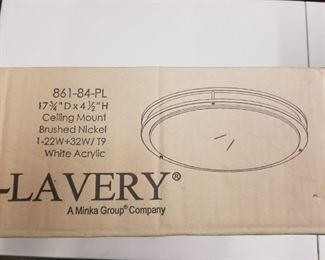 861-84-PL
17¾"D x 4½"H
Ceiling Mount
Brushed Nickel
1-22W+32W/ T9
White Acrylic
-LAVERY®
A Minka Group® Company